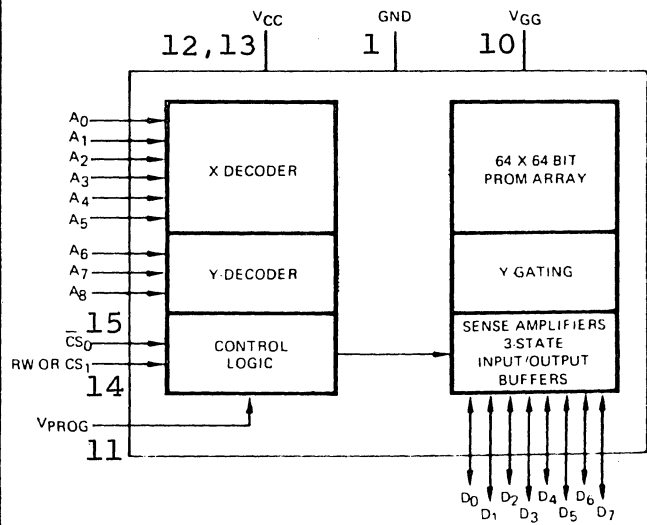 VCC GND VGG
12,13 1 10
A0
A1
A2
A3
A4
A5
X DECODER
64 X 64 BIT
PROM ARRAY
A6
A7
A8
Y-DECODER
Y GATING
15
CS0
RW OR CS1
14
CONTROL
LOGIC
SENSE AMPLIFIERS
3-STATE
INPUT/OUTPUT
BUFFERS
VPROG
11
D0 D1 D2 D3 D4 D5 D6 D7